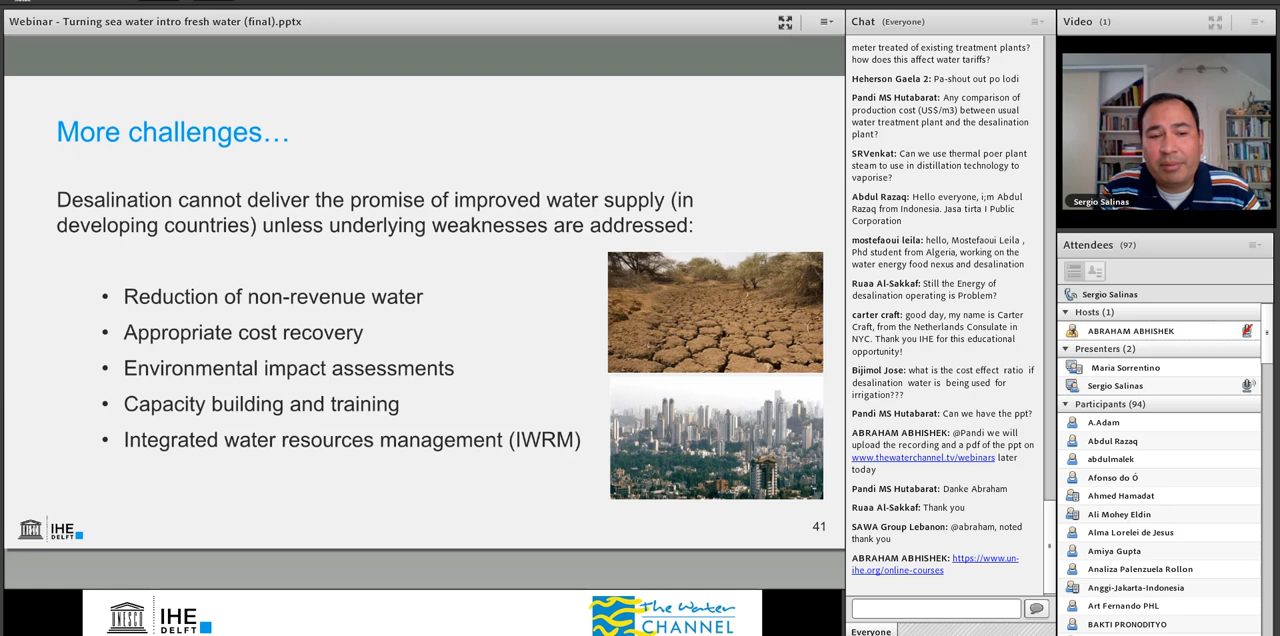 Webinar - Turning sea water intro fresh water (final).pptx
More challenges…
Desalination cannot deliver the promise of improved water supply (in
developing countries) unless underlying weaknesses are addressed:
• Reduction of non-revenue water
• Appropriate cost recovery
• Environmental impact assessments
• Capacity building and training
• Integrated water resources management (IWRM)
IHE
DELFT
41
UNESCO
IHE
DELFT
The Water
CHANNEL
Chat (Everyone)
meter treated of existing treatment plants?
how does this affect water tariffs?
Heherson Gaela 2: Pa-shout out po lodi
Pandi MS Hutabarat: Any comparison of
production cost (US$/m3) between usual
water treatment plant and the desalination
plant?
SRVenkat: Can we use thermal poer plant
steam to use in distillation technology to
vaporise?
Abdul Razaq: Hello everyone, i;m Abdul
Razaq from Indonesia. Jasa tirta I Public
Corporation
mostefaoui leila: hello, Mostefaoui Leila ,
Phd student from Algeria, working on the
water energy food nexus and desalination
Ruaa Al-Sakkaf: Still the Energy of
desalination operating is Problem?
carter craft: good day, my name is Carter
Craft, from the Netherlands Consulate in
NYC. Thank you IHE for this educational
opportunity!
Bijimol Jose: what is the cost effect ratio if
desalination water is being used for
irrigation???
Pandi MS Hutabarat: Can we have the ppt?
ABRAHAM ABHISHEK: @Pandi we will
upload the recording and a pdf of the ppt on
www.thewaterchannel.tv/webinars later
today
Pandi MS Hutabarat: Danke Abraham
Ruaa Al-Sakkaf: Thank you
SAWA Group Lebanon: @abraham, noted
thank you
ABRAHAM ABHISHEK: https://www.un-
ihe.org/online-courses
Everyone
Video (1)
Sergio Salinas
Attendees (97)
Sergio Salinas
Hosts (1)
ABRAHAM ABHISHEK
Presenters (2)
Maria Sorrentino
Sergio Salinas
Participants (94)
A.Adam
Abdul Razaq
abdulmalek
Afonso do Ó
Ahmed Hamadat
Ali Mohey Eldin
Alma Lorelei de Jesus
Amiya Gupta
Analiza Palenzuela Rollon
Anggi-Jakarta-Indonesia
Art Fernando PHL
BAKTI PRONODITYO